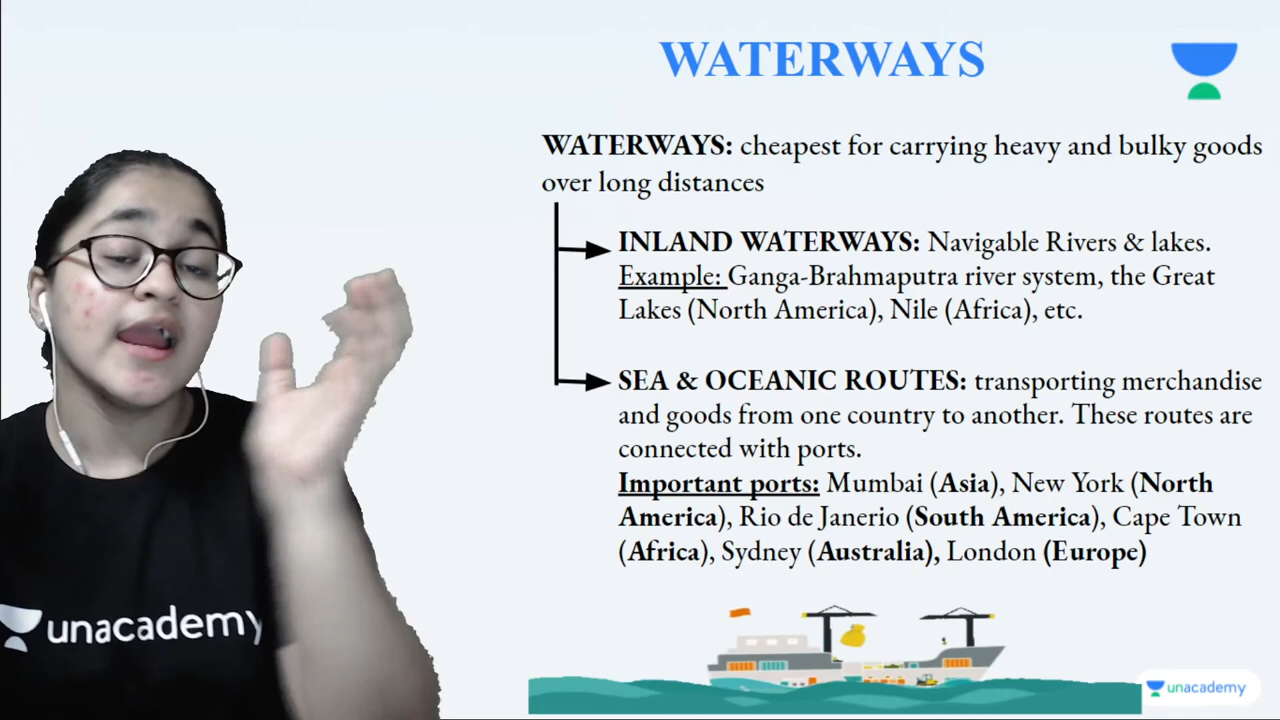 WATERWAYS
WATERWAYS: cheapest for carrying heavy and bulky goods
over long distances
INLAND WATERWAYS: Navigable Rivers & lakes.
Example: Ganga-Brahmaputra river system, the Great
Lakes (North America), Nile (Africa), etc.
SEA & OCEANIC ROUTES: transporting merchandise
and goods from one country to another. These routes are
connected with ports.
Important ports: Mumbai (Asia), New York (North
America), Rio de Janerio (South America), Cape Town
(Africa), Sydney (Australia), London (Europe)
unacademy
unacademy